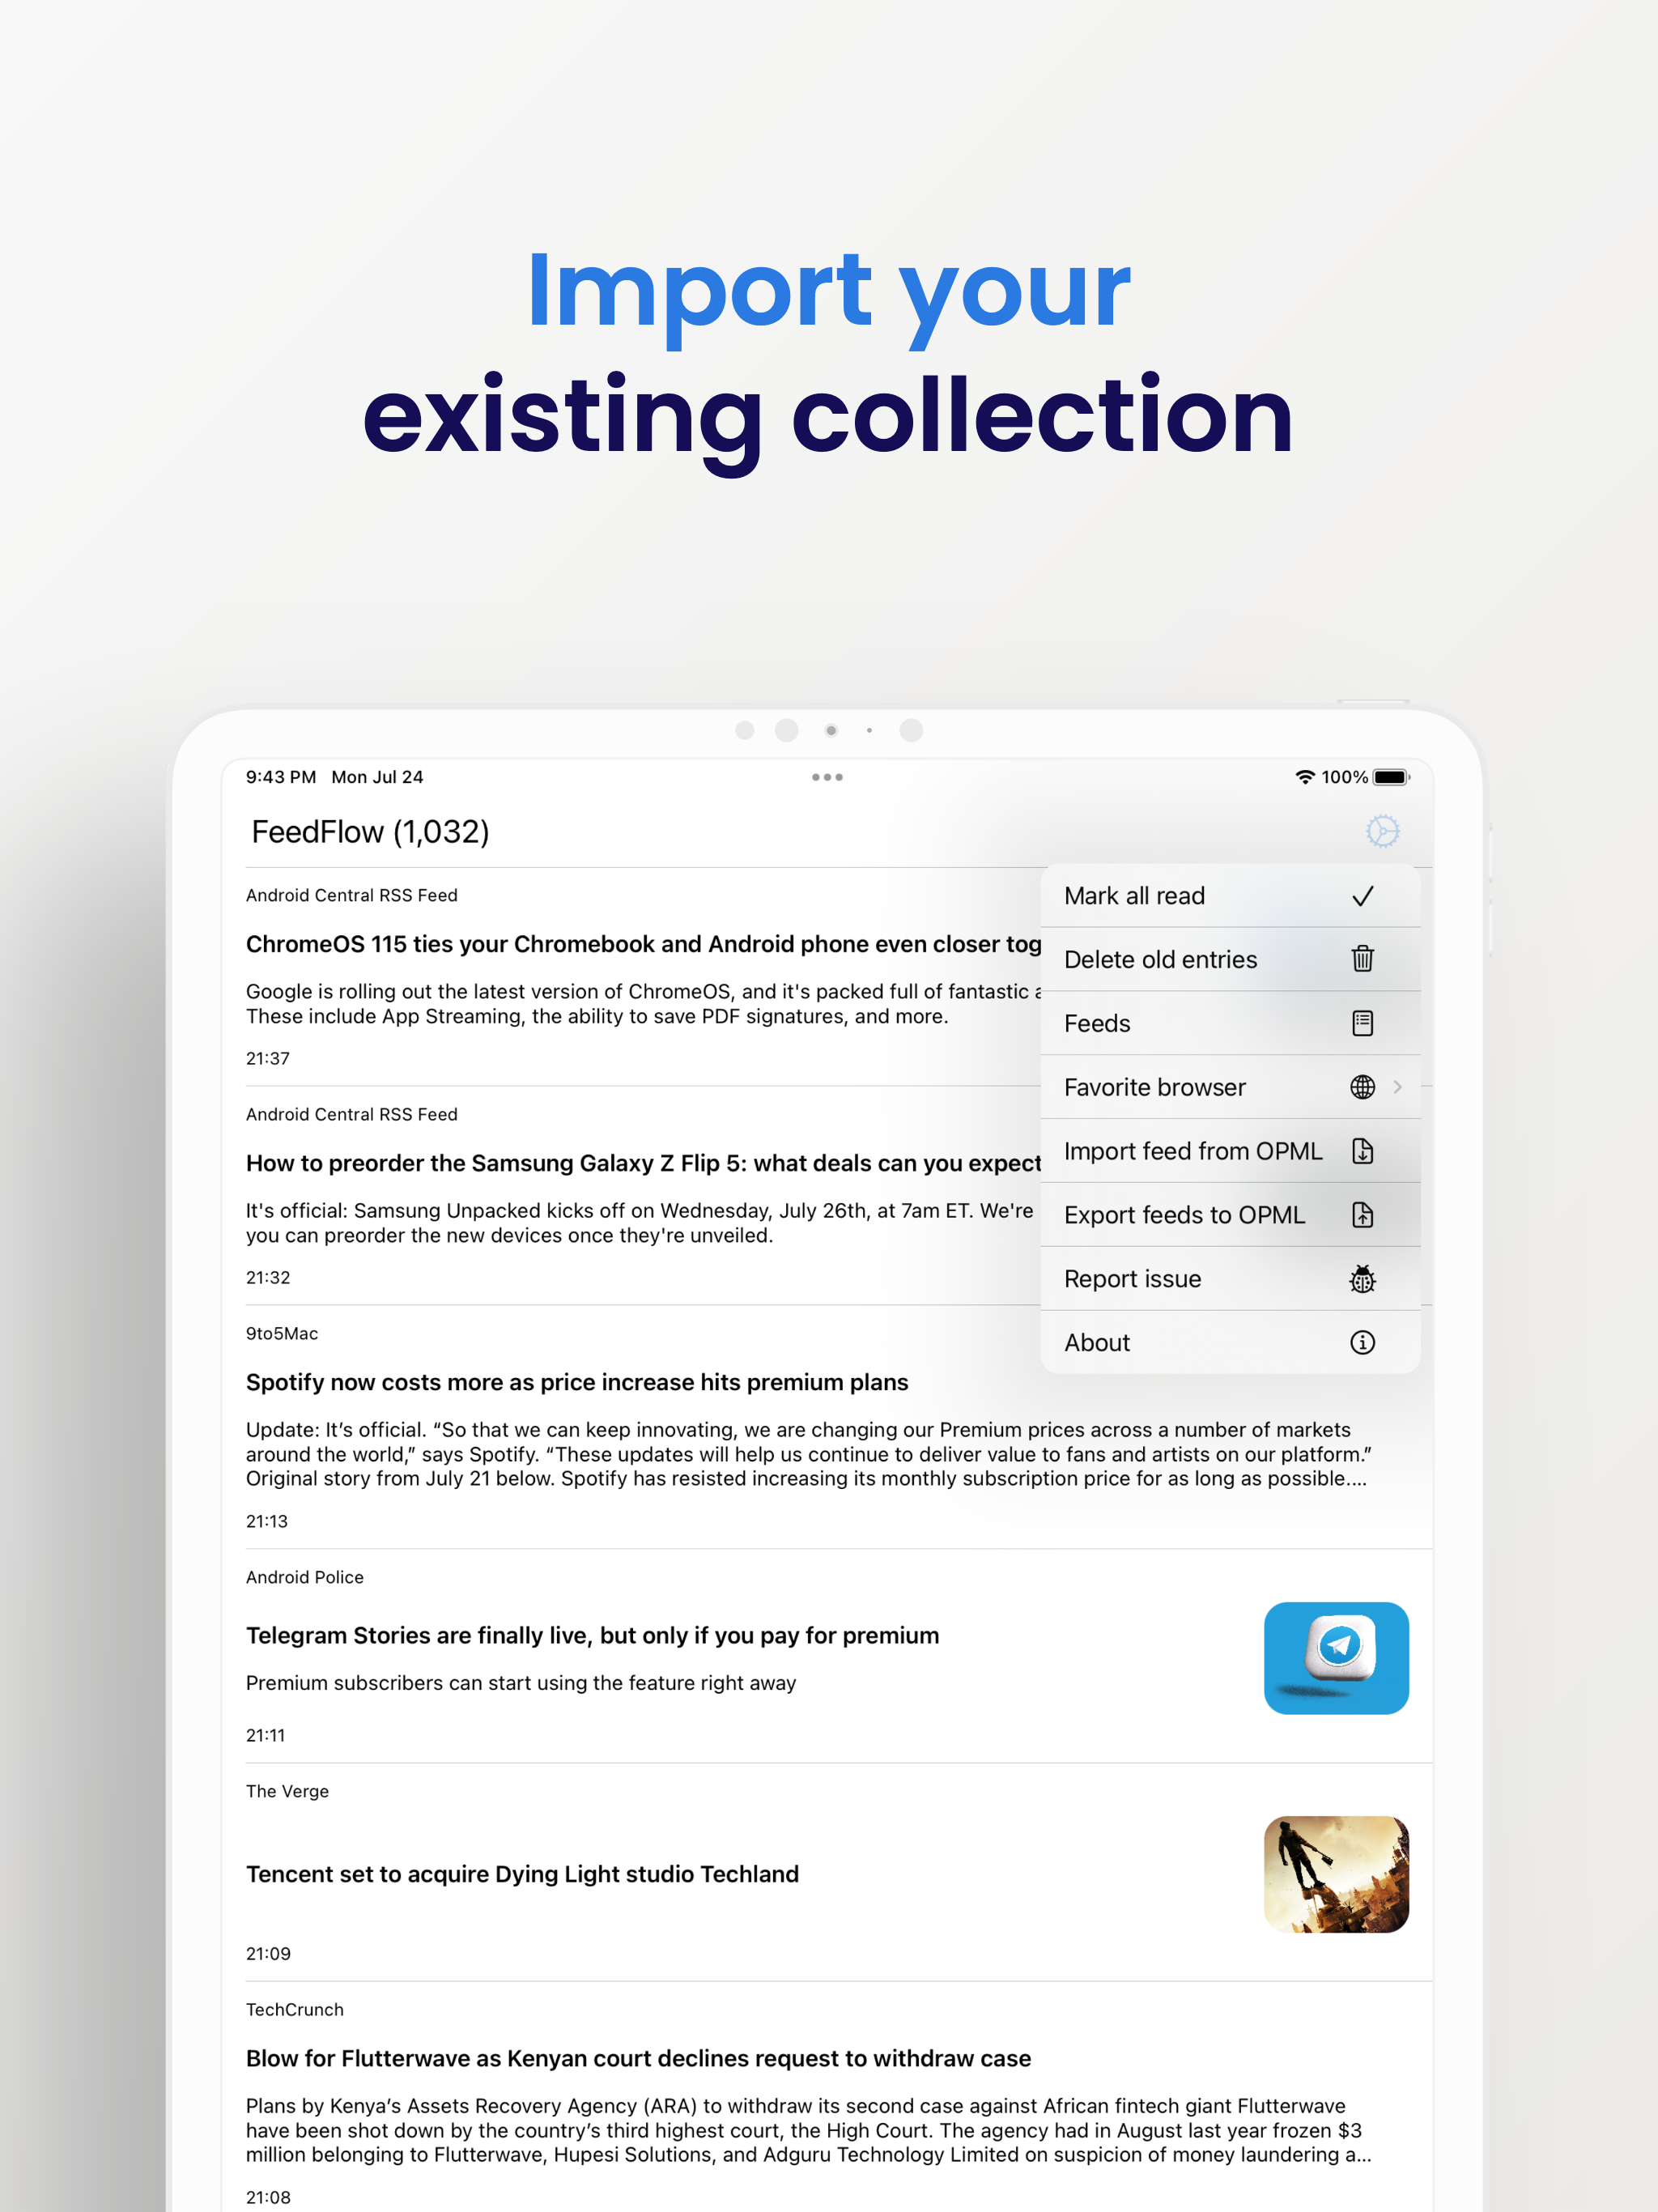 Import your
existing collection
9:43 PM Mon Jul 24
100%
FeedFlow (1,032)
Android Central RSS Feed
ChromeOS 115 ties your Chromebook and Android phone even closer tog
Google is rolling out the latest version of ChromeOS, and it's packed full of fantastic
These include App Streaming, the ability to save PDF signatures, and more.
21:37
Android Central RSS Feed
How to preorder the Samsung Galaxy Z Flip 5: what deals can you expect
It's official: Samsung Unpacked kicks off on Wednesday, July 26th, at 7am ET. We're
you can preorder the new devices once they're unveiled.
21:32
Mark all read
Delete old entries
Feeds
Favorite browser
Import feed from OPML
Export feeds to OPML
Report issue
About
9to5Mac
Spotify now costs more as price increase hits premium plans
Update: It’s official. “So that we can keep innovating, we are changing our Premium prices across a number of markets
around the world,” says Spotify. “These updates will help us continue to deliver value to fans and artists on our platform.”
Original story from July 21 below. Spotify has resisted increasing its monthly subscription price for as long as possible....
21:13
Android Police
Telegram Stories are finally live, but only if you pay for premium
Premium subscribers can start using the feature right away
21:11
The Verge
Tencent set to acquire Dying Light studio Techland
21:09
TechCrunch
Blow for Flutterwave as Kenyan court declines request to withdraw case
Plans by Kenya’s Assets Recovery Agency (ARA) to withdraw its second case against African fintech giant Flutterwave
have been shot down by the country’s third highest court, the High Court. The agency had in August last year frozen $3
million belonging to Flutterwave, Hupesi Solutions, and Adguru Technology Limited on suspicion of money laundering a...
21:08